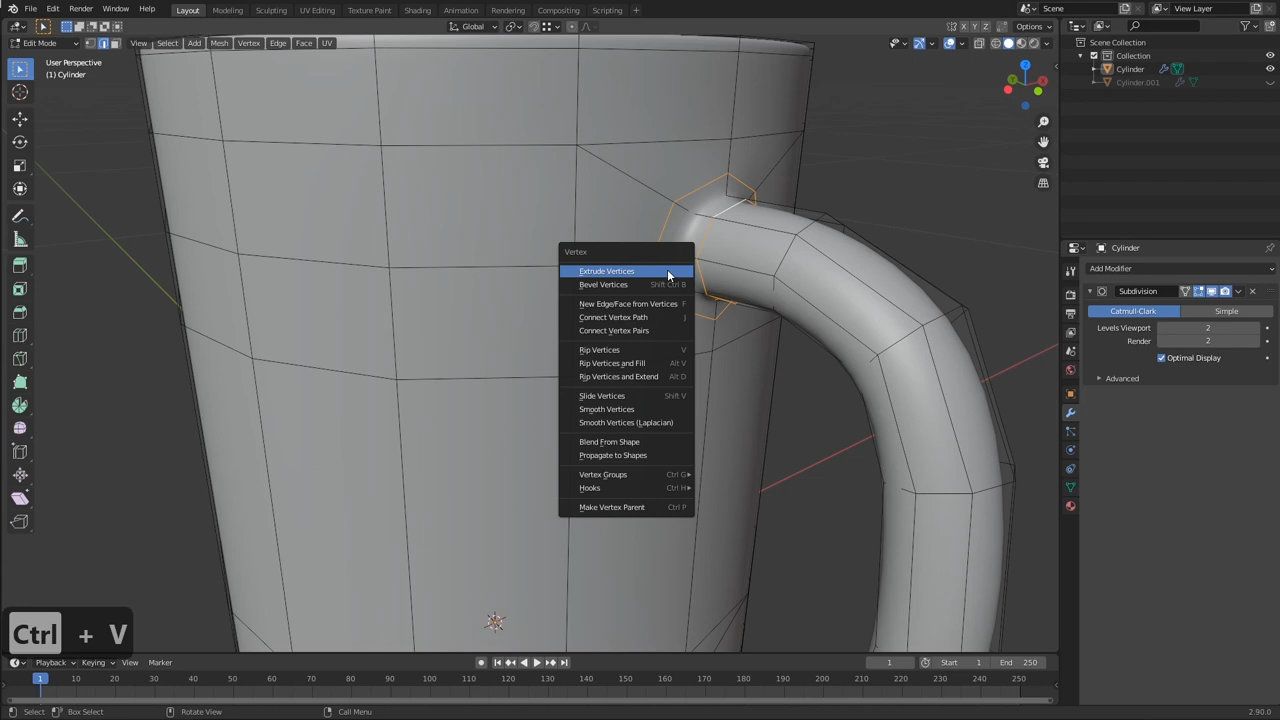 File Edit Render Window Help
Layout Modeling Sculpting UV Editing Texture Paint Shading Animation Rendering Compositing Scripting +
Scene
View Layer
Global
X Y Z
Options
Edit Mode
View Select Add Mesh Vertex Edge Face UV
User Perspective
(1) Cylinder
Scene Collection
Collection
Cylinder
Cylinder.001
Vertex
Extrude Vertices
Bevel Vertices Shift Ctrl B
New Edge/Face from Vertices F
Connect Vertex Path J
Connect Vertex Pairs
Rip Vertices V
Rip Vertices and Fill Alt V
Rip Vertices and Extend Alt D
Slide Vertices Shift V
Smooth Vertices
Smooth Vertices (Laplacian)
Blend From Shape
Propagate to Shapes
Vertex Groups Ctrl G
Hooks Ctrl H
Make Vertex Parent Ctrl P
Cylinder
Add Modifier
Subdivision
Catmull-Clark Simple
Levels Viewport 2
Render 2
Optimal Display
Advanced
Ctrl + V
Playback Keying View Marker
1 Start 1 End 250
1 10 20 30 40 50 60 70 80 90 100 110 120 130 140 150 160 170 180 190 200 210 220 230 240 250
Select Box Select Rotate View Call Menu 2.90.0